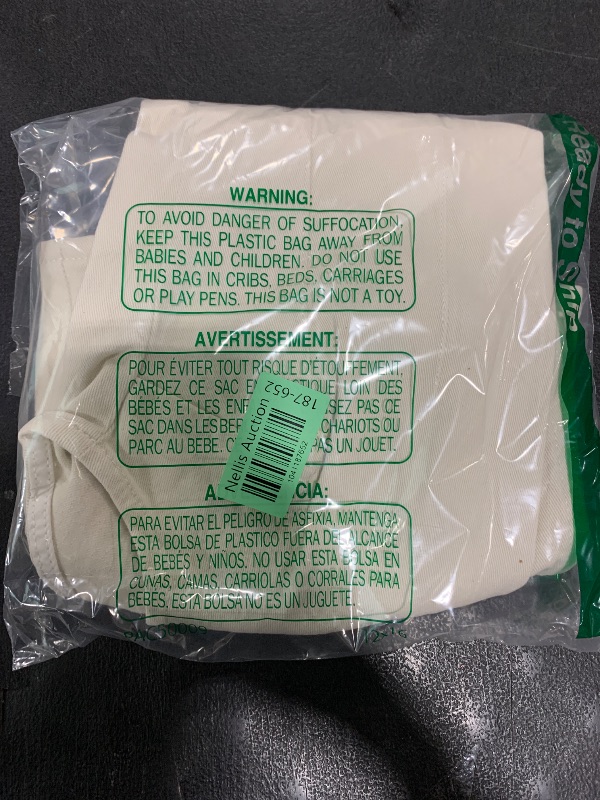 Ready to Ship
WARNING:
TO AVOID DANGER OF SUFFOCATION,
KEEP THIS PLASTIC BAG AWAY FROM
BABIES AND CHILDREN. DO NOT USE
THIS BAG IN CRIBS, BEDS, CARRIAGES
OR PLAY PENS. THIS BAG IS NOT A TOY.
AVERTISSEMENT:
POUR ÉVITER TOUT RISQUE D'ÉTOUFFEMENT,
GARDEZ CE SAC LOIN DES
BÉBÉS ET LES PAS CE
SAC DANS LES CHARIOTS OU
PARC AU BEBE. PAS UN JOUET.
187-652
Nellis Auction
PARA EVITAR EL PELIGRO DE ASFIXIA, MANTENGA
ESTA BOLSA DE PLASTICO FUERA DEL ALCANCE
DE BEBÉS Y NIÑOS, NO USAR ESTA BOLSA EN
CUNAS, CAMAS, CARRIOLAS O CORRALES PARA
BEBÉS. ESTA BOLSA NO ES UN JUGUETE.